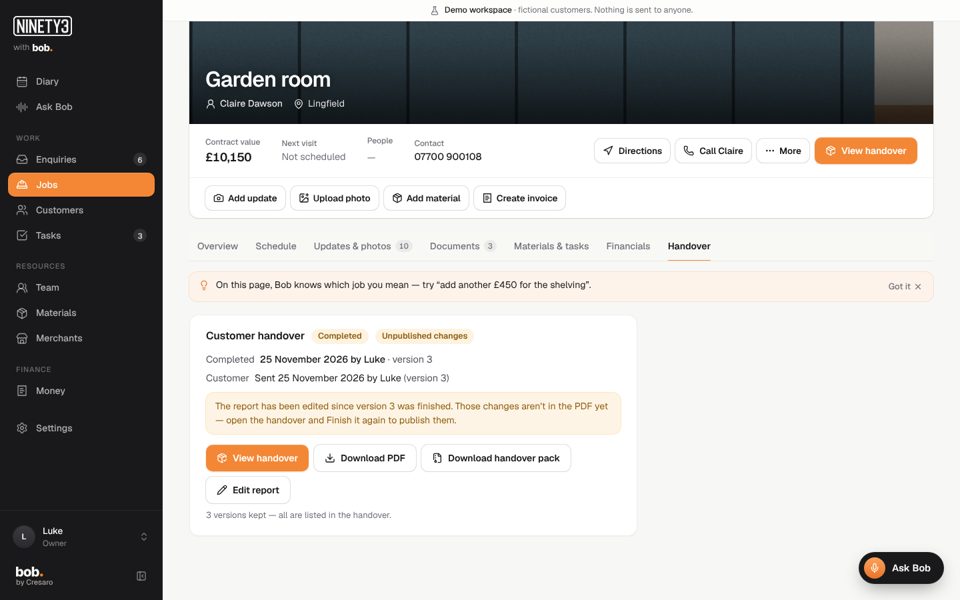 Demo workspace · fictional customers. Nothing is sent to anyone.
NINETY3
with bob.
Diary
Ask Bob
WORK
Enquiries 6
Jobs
Customers
Tasks 3
RESOURCES
Team
Materials
Merchants
FINANCE
Money
Settings
L
Luke
Owner
bob.
by Cresaro
Garden room
Claire Dawson Lingfield
Contract value
£10,150
Next visit
Not scheduled
People
—
Contact
07700 900108
Directions
Call Claire
More
View handover
Add update
Upload photo
Add material
Create invoice
Overview
Schedule
Updates & photos 10
Documents 3
Materials & tasks
Financials
Handover
On this page, Bob knows which job you mean — try “add another £450 for the shelving”.
Got it
Customer handover Completed Unpublished changes
Completed 25 November 2026 by Luke · version 3
Customer Sent 25 November 2026 by Luke (version 3)
The report has been edited since version 3 was finished. Those changes aren't in the PDF yet
— open the handover and Finish it again to publish them.
View handover
Download PDF
Download handover pack
Edit report
3 versions kept — all are listed in the handover.
Ask Bob